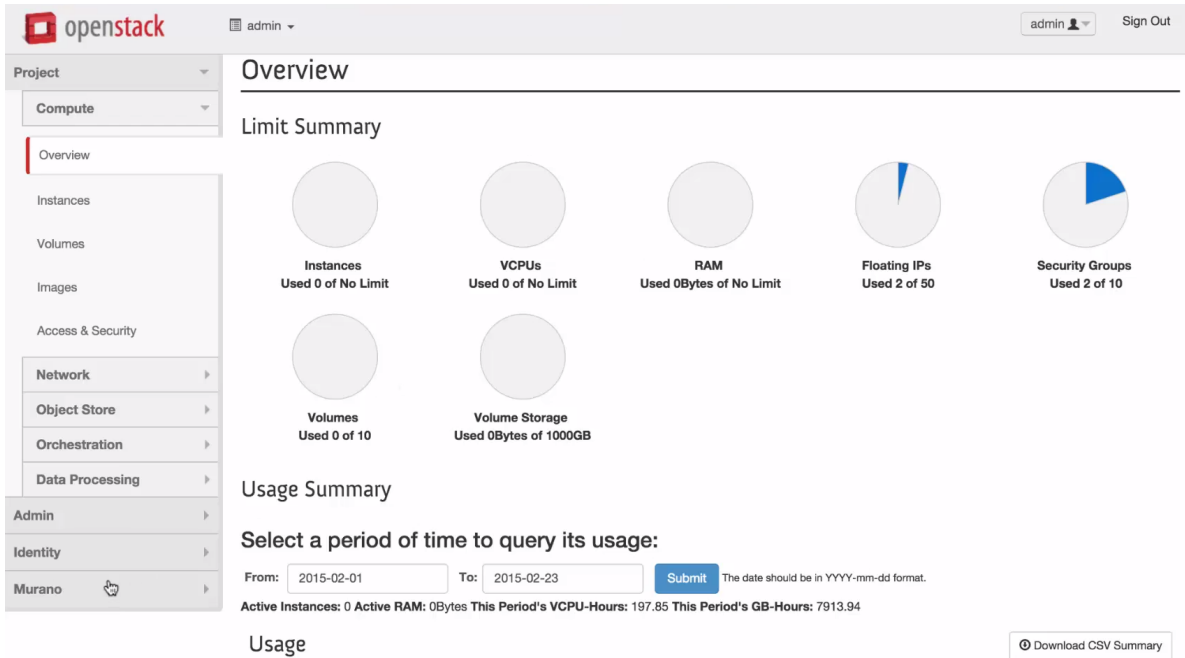 openstack
admin
admin
Sign Out
Project
Compute
Overview
Instances
Volumes
Images
Access & Security
Network
Object Store
Orchestration
Data Processing
Admin
Identity
Murano
Overview
Limit Summary
Instances
Used 0 of No Limit
VCPUs
Used 0 of No Limit
RAM
Used 0Bytes of No Limit
Floating IPs
Used 2 of 50
Security Groups
Used 2 of 10
Volumes
Used 0 of 10
Volume Storage
Used 0Bytes of 1000GB
Usage Summary
Select a period of time to query its usage:
From: 2015-02-01 To: 2015-02-23 Submit The date should be in YYYY-mm-dd format.
Active Instances: 0 Active RAM: 0Bytes This Period's VCPU-Hours: 197.85 This Period's GB-Hours: 7913.94
Usage
Download CSV Summary